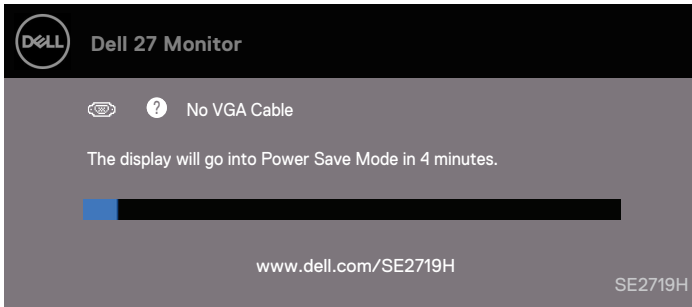 DELL
Dell 27 Monitor
? No VGA Cable
The display will go into Power Save Mode in 4 minutes.
www.dell.com/SE2719H
SE2719H